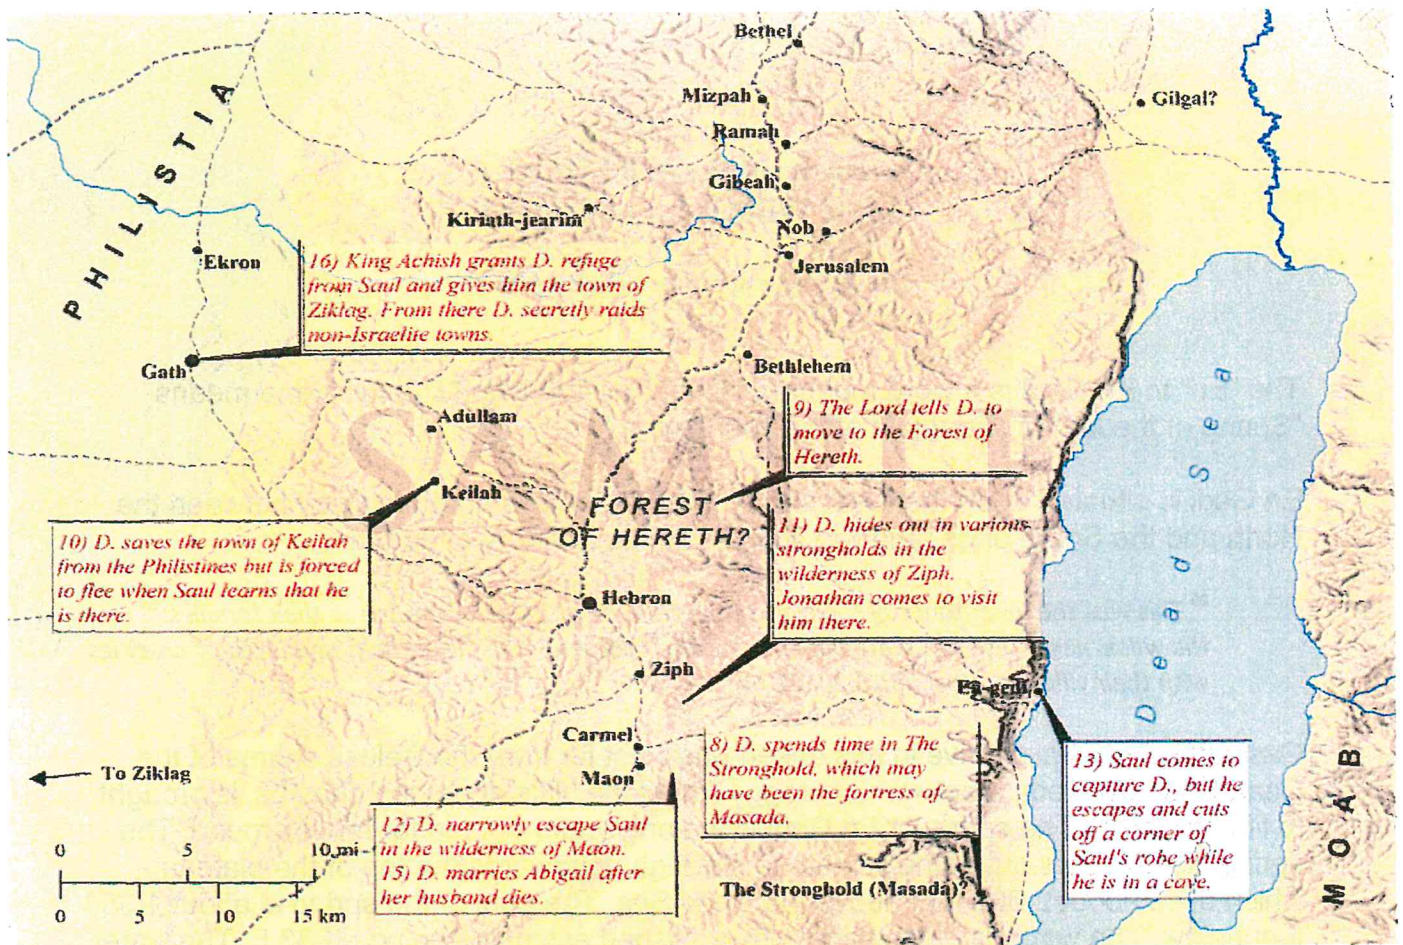 Bethel
Mizpah
Gilgal?
Ramah
Gibeah
PHILISTIA
Kiriath-jearim
Nob
Ekron
Jerusalem
16) King Achish grants D. refuge
from Saul and gives him the town of
Ziklag. From there D. secretly raids
non-Israelite towns.
Gath
Bethlehem
Dead Sea
9) The Lord tells D. to
move to the Forest of
Hereth.
Adullam
Keilah
FOREST
OF HERETH?
10) D. saves the town of Keilah
from the Philistines but is forced
to flee when Saul learns that he
is there.
11) D. hides out in various
strongholds in the
wilderness of Ziph.
Jonathan comes to visit
him there.
Hebron
Ziph
En-gedi
Carmel
Maon
To Ziklag
8) D. spends time in The
Stronghold, which may
have been the fortress of
Masada.
13) Saul comes to
capture D., but he
escapes and cuts
off a corner of
Saul's robe while
he is in a cave.
MOAB
12) D. narrowly escape Saul
in the wilderness of Maon.
15) D. marries Abigail after
her husband dies.
The Stronghold (Masada)?
0 5 10 mi
0 5 10 15 km